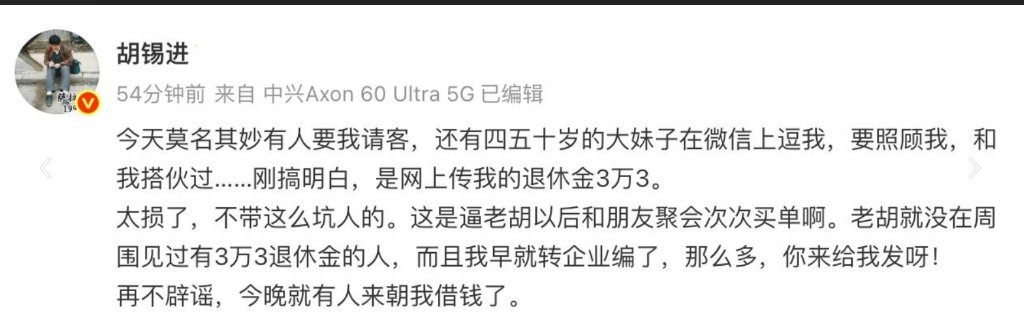 胡锡进
54分钟前 来自 中兴Axon 60 Ultra 5G 已编辑
今天莫名其妙有人要我请客，还有四五十岁的大妹子在微信上逗我，要照顾我，和
我搭伙过......刚搞明白，是网上传我的退休金3万3。
太损了，不带这么坑人的。这是逼老胡以后和朋友聚会次次买单啊。老胡就没在周
围见过有3万3退休金的人，而且我早就转企业编了，那么多，你来给我发呀！
再不辟谣，今晚就有人来朝我借钱了。